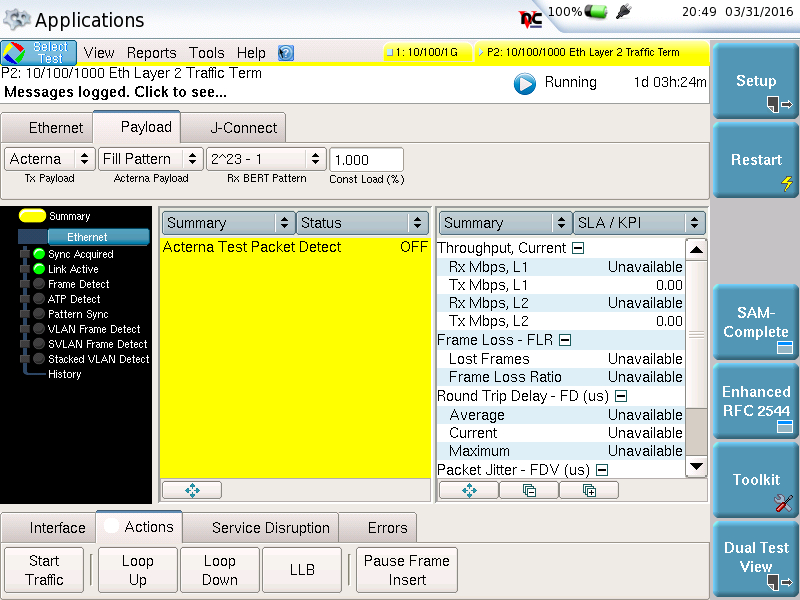 Applications
100%
20:49 03/31/2016
Select Test
View Reports Tools Help
1: 10/100/1G
P2: 10/100/1000 Eth Layer 2 Traffic Term
P2: 10/100/1000 Eth Layer 2 Traffic Term
Messages logged. Click to see...
Running
1d 03h:24m
Ethernet
Payload
J-Connect
Acterna
Fill Pattern
2^23 - 1
1.000
Tx Payload
Acterna Payload
Rx BERT Pattern
Const Load (%)
Summary
Ethernet
Sync Acquired
Link Active
Frame Detect
ATP Detect
Pattern Sync
VLAN Frame Detect
SVLAN Frame Detect
Stacked VLAN Detect
History
Summary
Status
Acterna Test Packet Detect OFF
Summary
SLA / KPI
Throughput, Current
Rx Mbps, L1 Unavailable
Tx Mbps, L1 0.00
Rx Mbps, L2 Unavailable
Tx Mbps, L2 0.00
Frame Loss - FLR
Lost Frames Unavailable
Frame Loss Ratio Unavailable
Round Trip Delay - FD (us)
Average Unavailable
Current Unavailable
Maximum Unavailable
Packet Jitter - FDV (us)
Interface
Actions
Service Disruption
Errors
Start
Traffic
Loop
Up
Loop
Down
LLB
Pause Frame
Insert
Setup
Restart
SAM-
Complete
Enhanced
RFC 2544
Toolkit
Dual Test
View